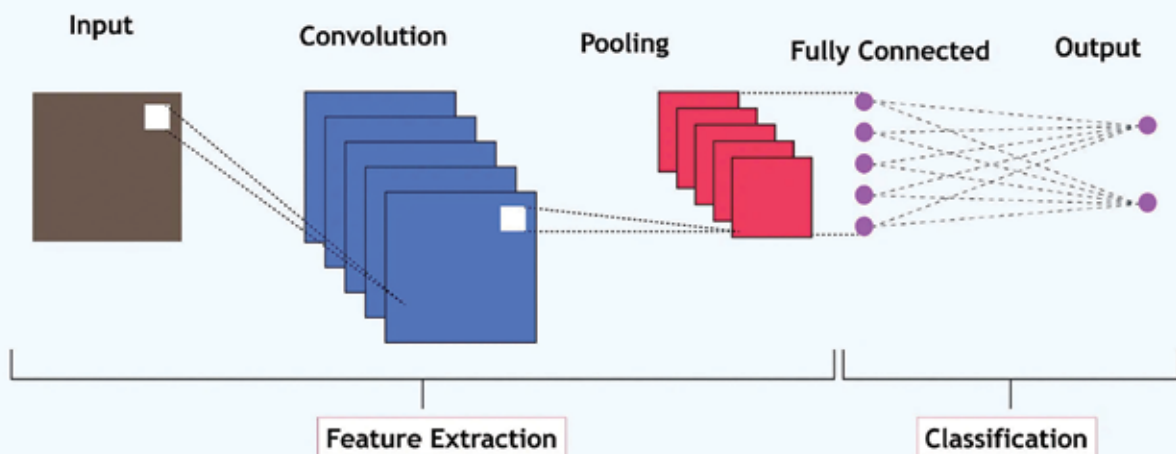 Input
Convolution
Pooling
Fully Connected
Output
Feature Extraction
Classification